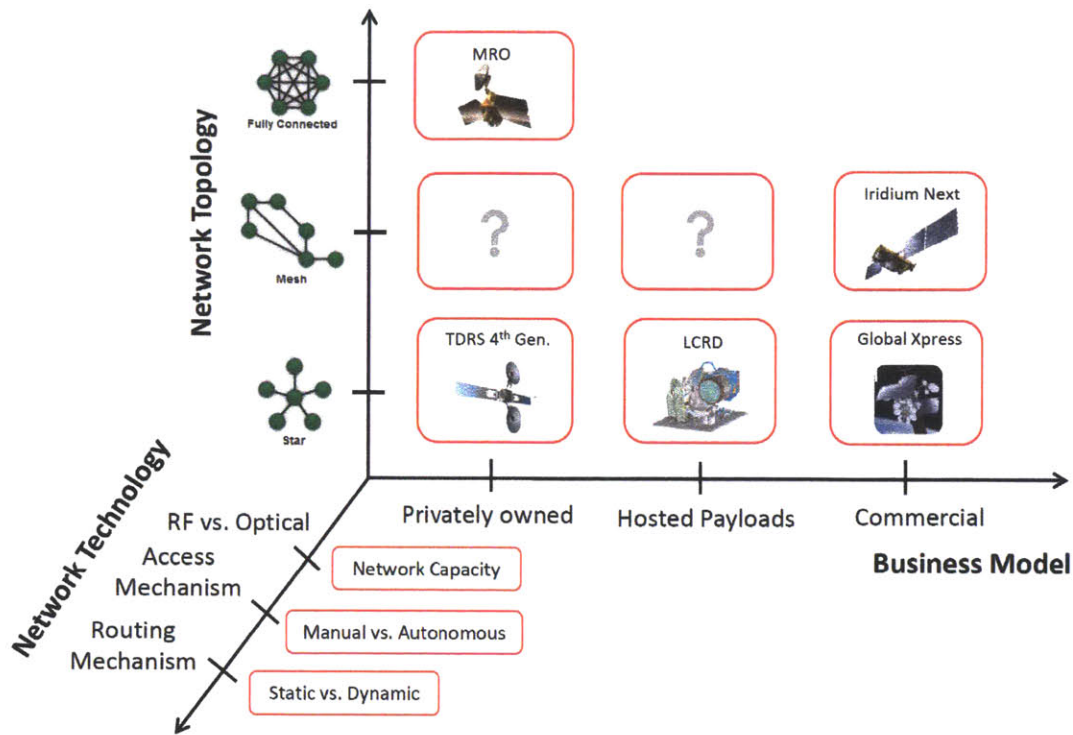 MRO
Fully Connected
Network Topology
?
?
Iridium Next
Mesh
TDRS 4th Gen.
LCRD
Global Xpress
Star
Network Technology
RF vs. Optical
Privately owned
Hosted Payloads
Commercial
Access
Mechanism
Network Capacity
Business Model
Routing
Mechanism
Manual vs. Autonomous
Static vs. Dynamic